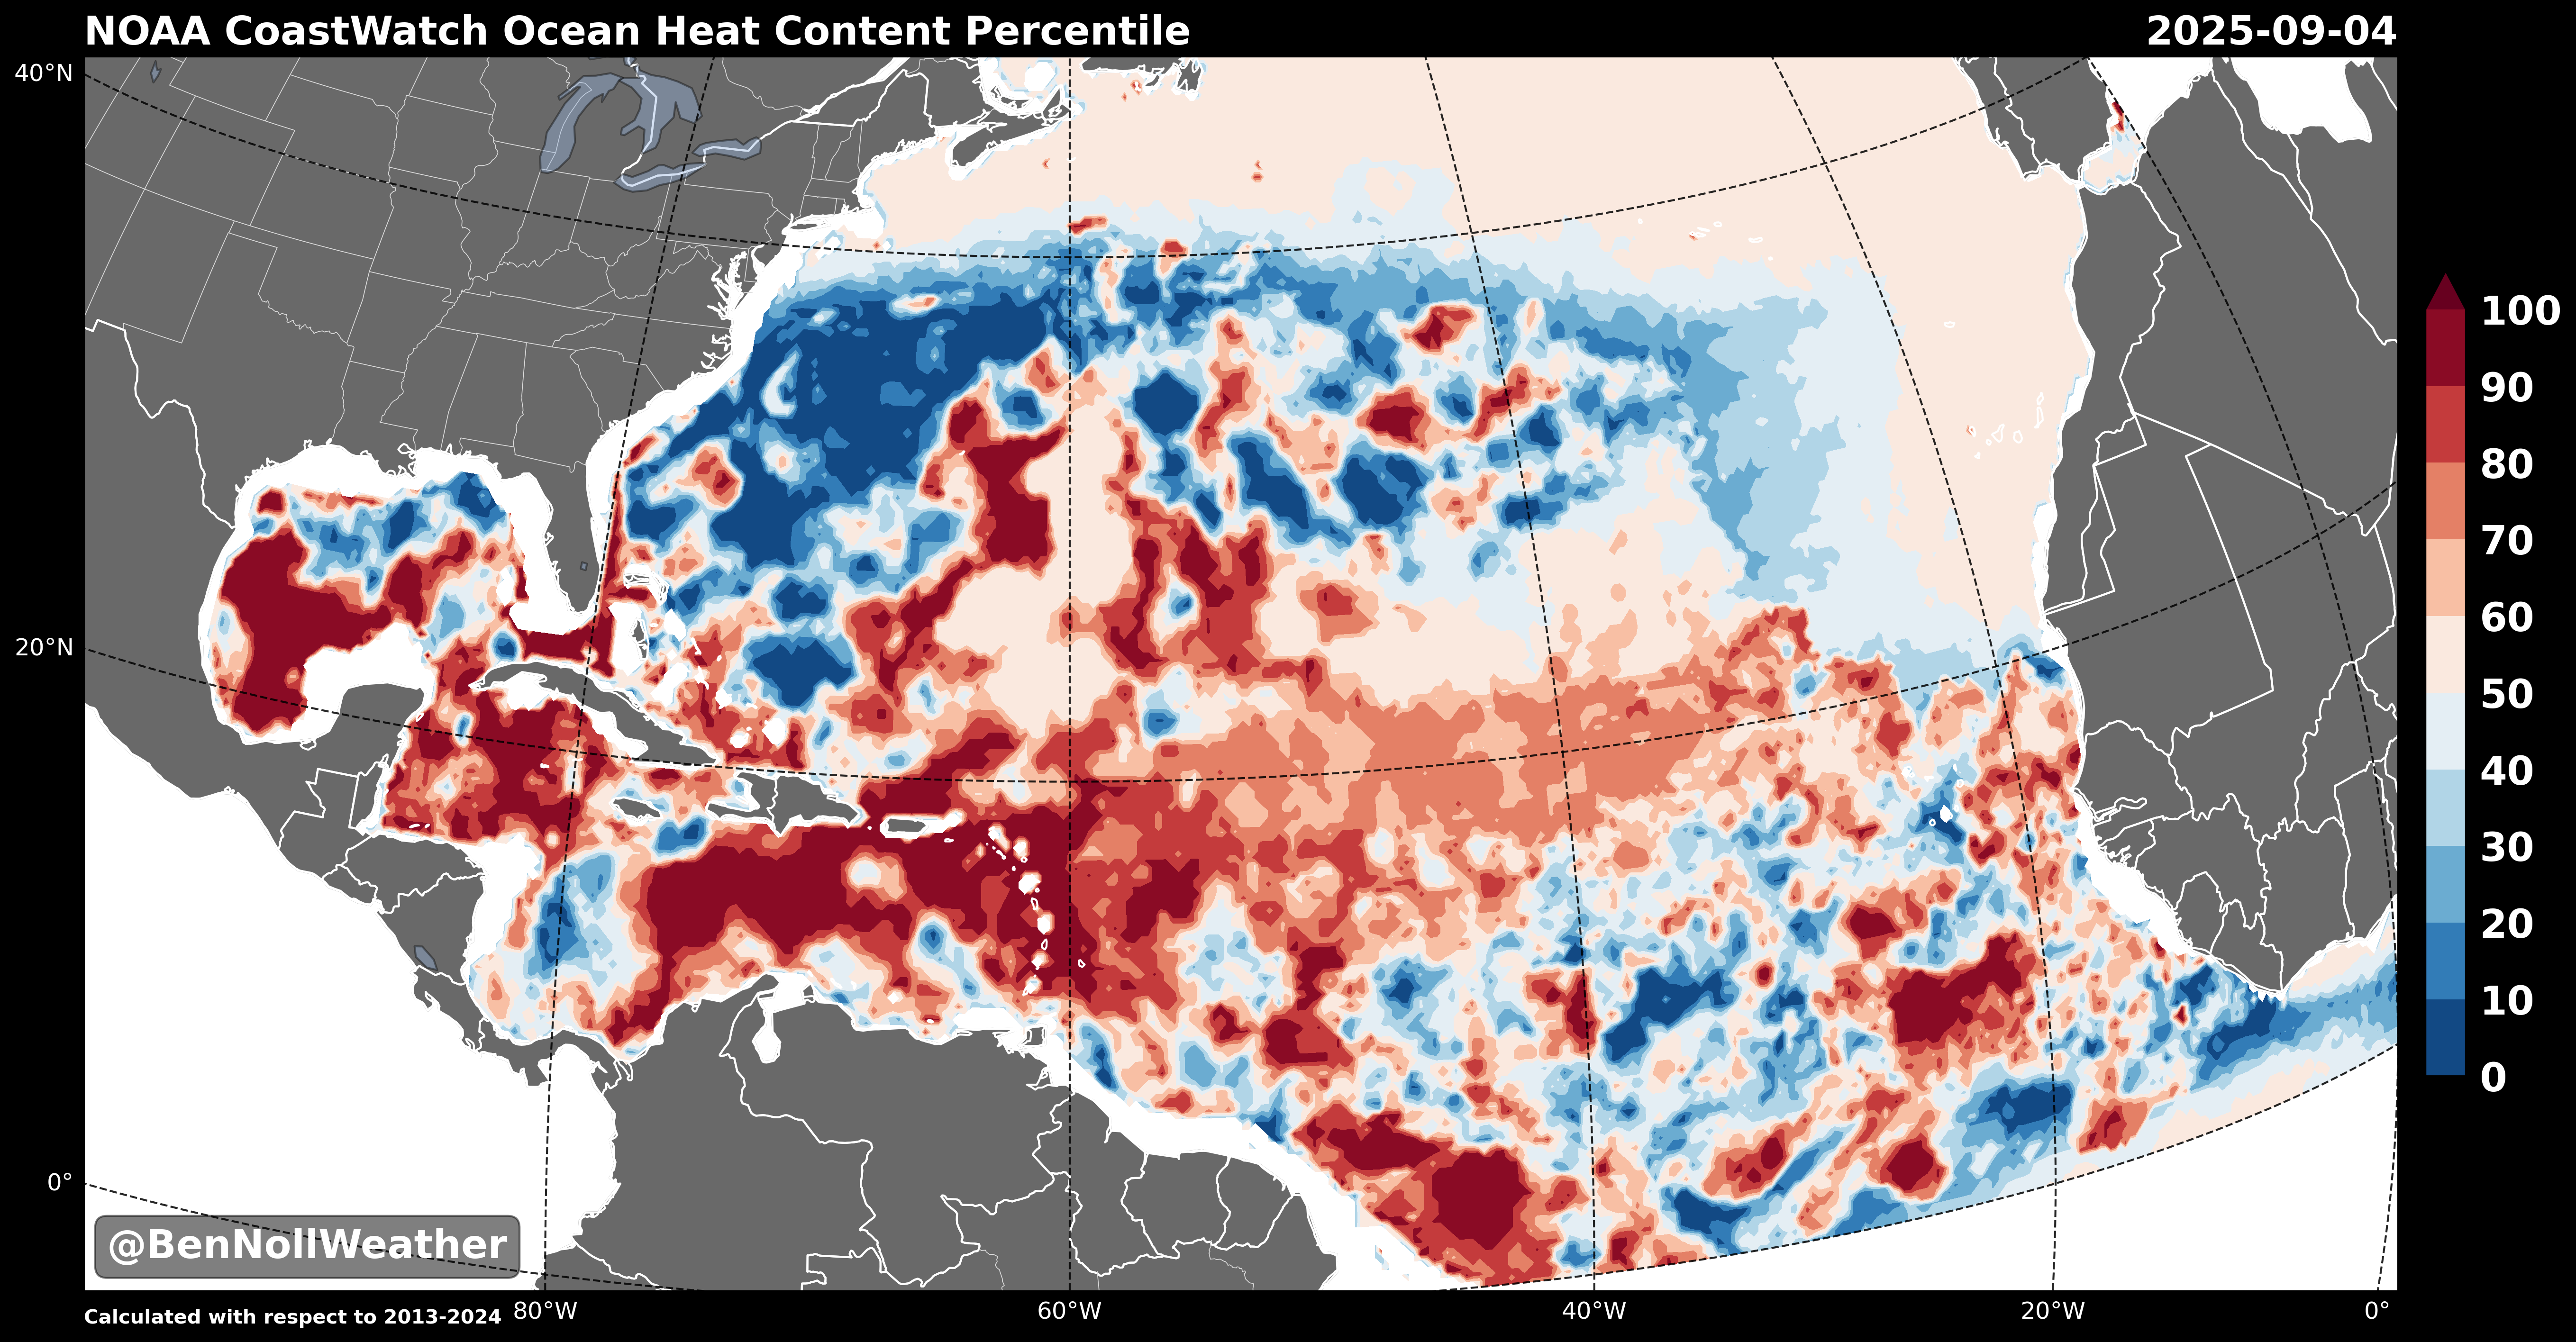 NOAA CoastWatch Ocean Heat Content Percentile
2025-09-04
40°N
20°N
0°
100
90
80
70
60
50
40
30
20
10
0
@BenNollWeather
Calculated with respect to 2013-2024
80°W
60°W
40°W
20°W
0°